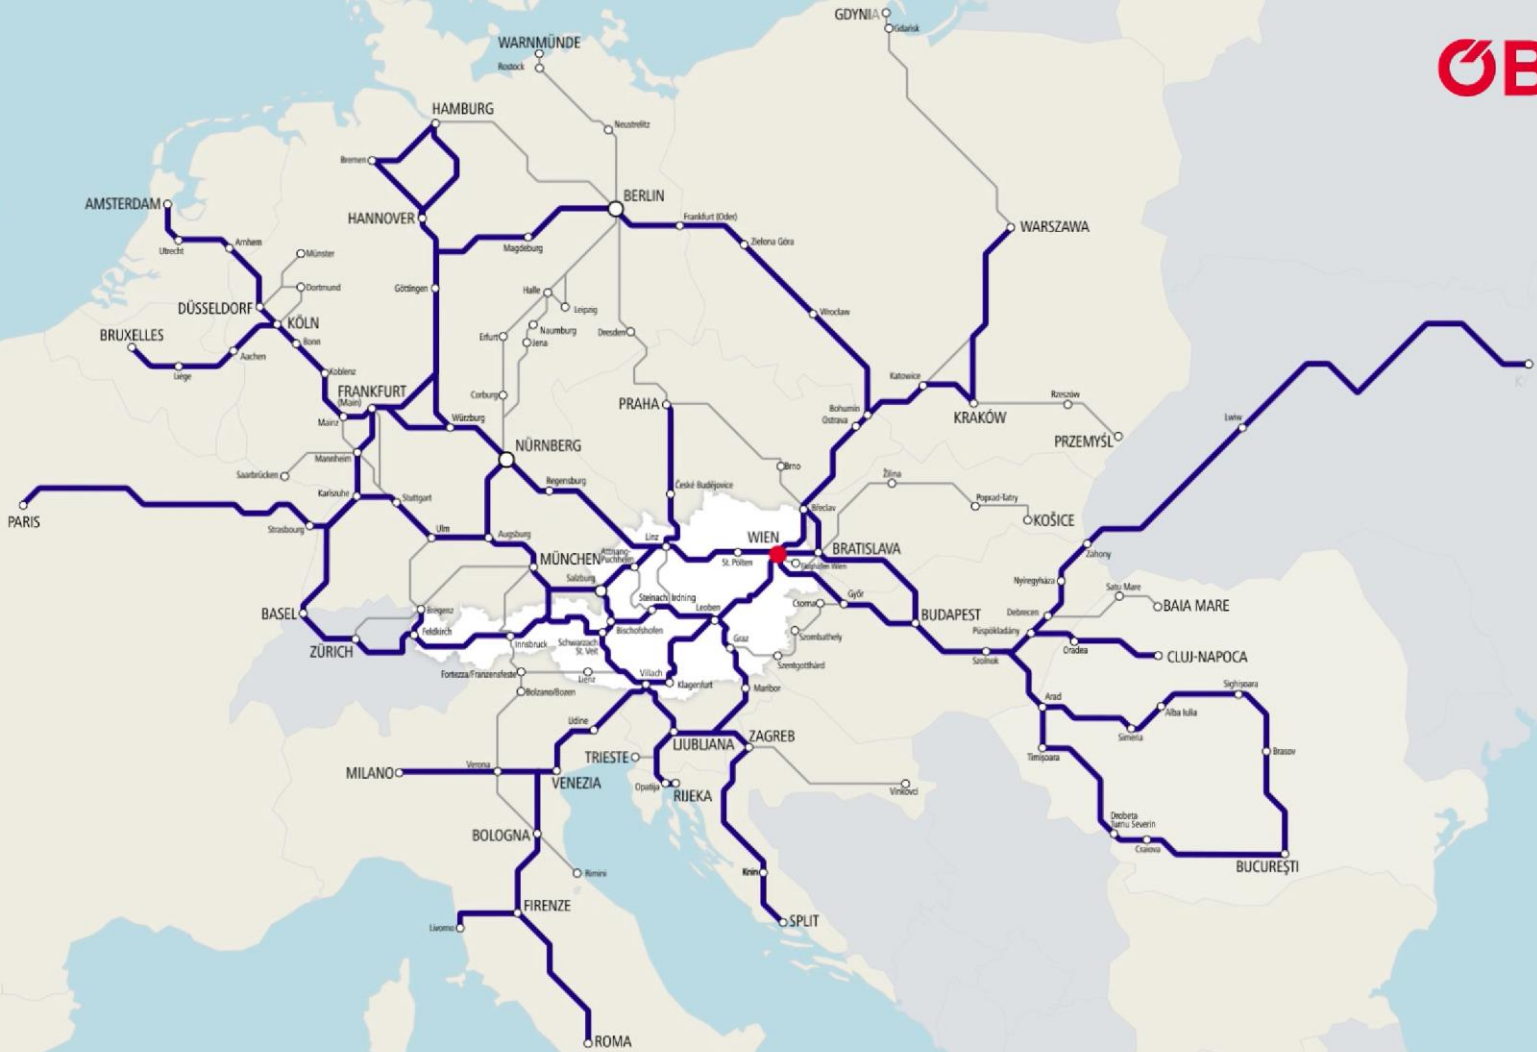 GDYNIA
Gdańsk
ÖB
WARNMÜNDE
Rostock
HAMBURG
Neustrelitz
Bremen
BERLIN
AMSTERDAM
HANNOVER
Frankfurt (Oder)
WARSZAWA
Utrecht
Arnhem
Magdeburg
Zielona Góra
Münster
Göttingen
Dortmund
Halle
Leipzig
DÜSSELDORF
KÖLN
Wrocław
BRUXELLES
Bonn
Erfurt
Naumburg
Jena
Dresden
Aachen
Liège
Koblenz
Katowice
FRANKFURT
(Main)
Corburg
PRAHA
Rzeszów
Mainz
Würzburg
Bohumin
Ostrava
KRAKÓW
Lwiw
NÜRNBERG
PRZEMYŚL
Mannheim
Saarbrücken
Brno
Žilina
Regensburg
České Budějovice
Karlsruhe
Stuttgart
Poprad-Tatry
PARIS
Břeclav
KOŠICE
Strasbourg
Ulm
Augsburg
Linz
WIEN
BRATISLAVA
Záhony
MÜNCHEN
Attnang-
Puchheim
St. Pölten
Flughafen Wien
Salzburg
Nyíregyháza
Satu Mare
Steinach Irdning
Győr
BASEL
Bregenz
Leoben
Csorna
BUDAPEST
Debrecen
BAIA MARE
Feldkirch
Bischofshofen
Püspökladány
Innsbruck
Schwarzach
St. Veit
Graz
Szombathely
Oradea
ZÜRICH
Szolnok
CLUJ-NAPOCA
Szentgotthárd
Fortezza/Franzensfeste
Lienz
Villach
Klagenfurt
Bolzano/Bozen
Maribor
Sighișoara
Arad
Alba Iulia
Udine
Simeria
LJUBLJANA
ZAGREB
Brasov
TRIESTE
Timișoara
MILANO
Verona
VENEZIA
Opatija
RIJEKA
Vinkovci
Drobeta
Turnu Severin
BOLOGNA
Craiova
BUCUREȘTI
Rimini
Knin
FIRENZE
Livorno
SPLIT
ROMA